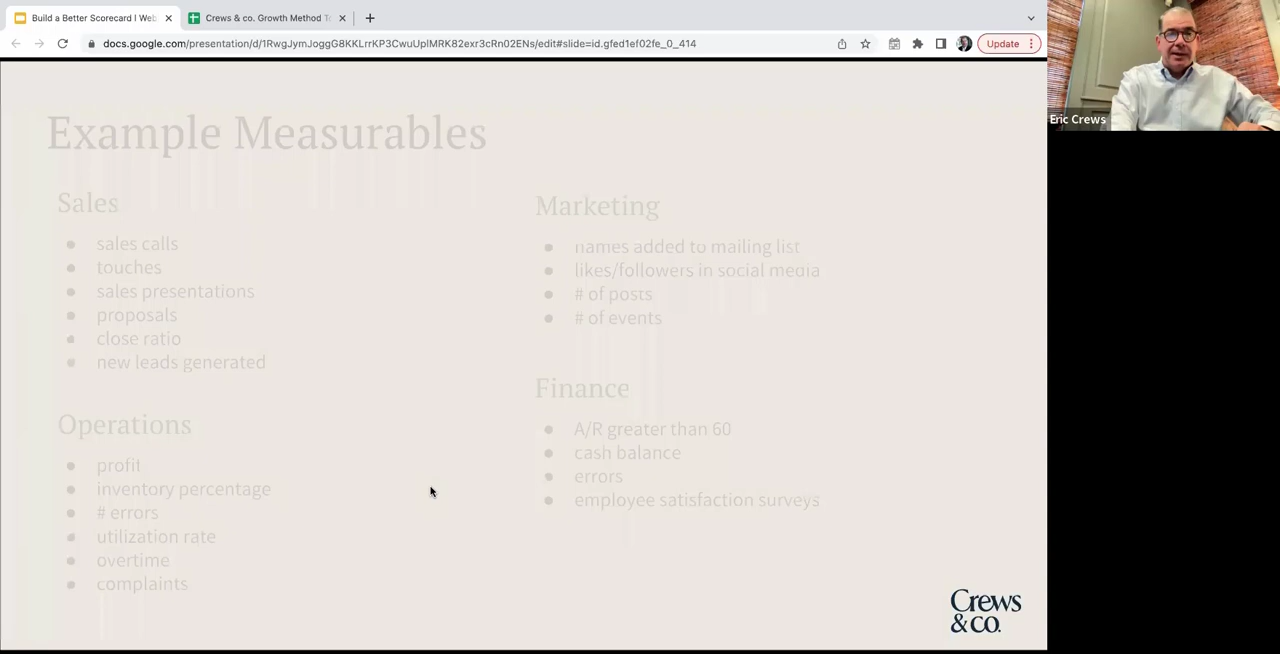 Build a Better Scorecard I Web
Crews & co. Growth Method To
docs.google.com/presentation/d/1RwgJymJoggG8KKLrrKP3CwuUplMRK82exr3cRn02ENs/edit#slide=id.gfed1ef02fe_0_414
Update
Eric Crews
Example Measurables
Sales
sales calls
touches
sales presentations
proposals
close ratio
new leads generated
Operations
profit
inventory percentage
# errors
utilization rate
overtime
complaints
Marketing
names added to mailing list
likes/followers in social media
# of posts
# of events
Finance
A/R greater than 60
cash balance
errors
employee satisfaction surveys
Crews
& co.